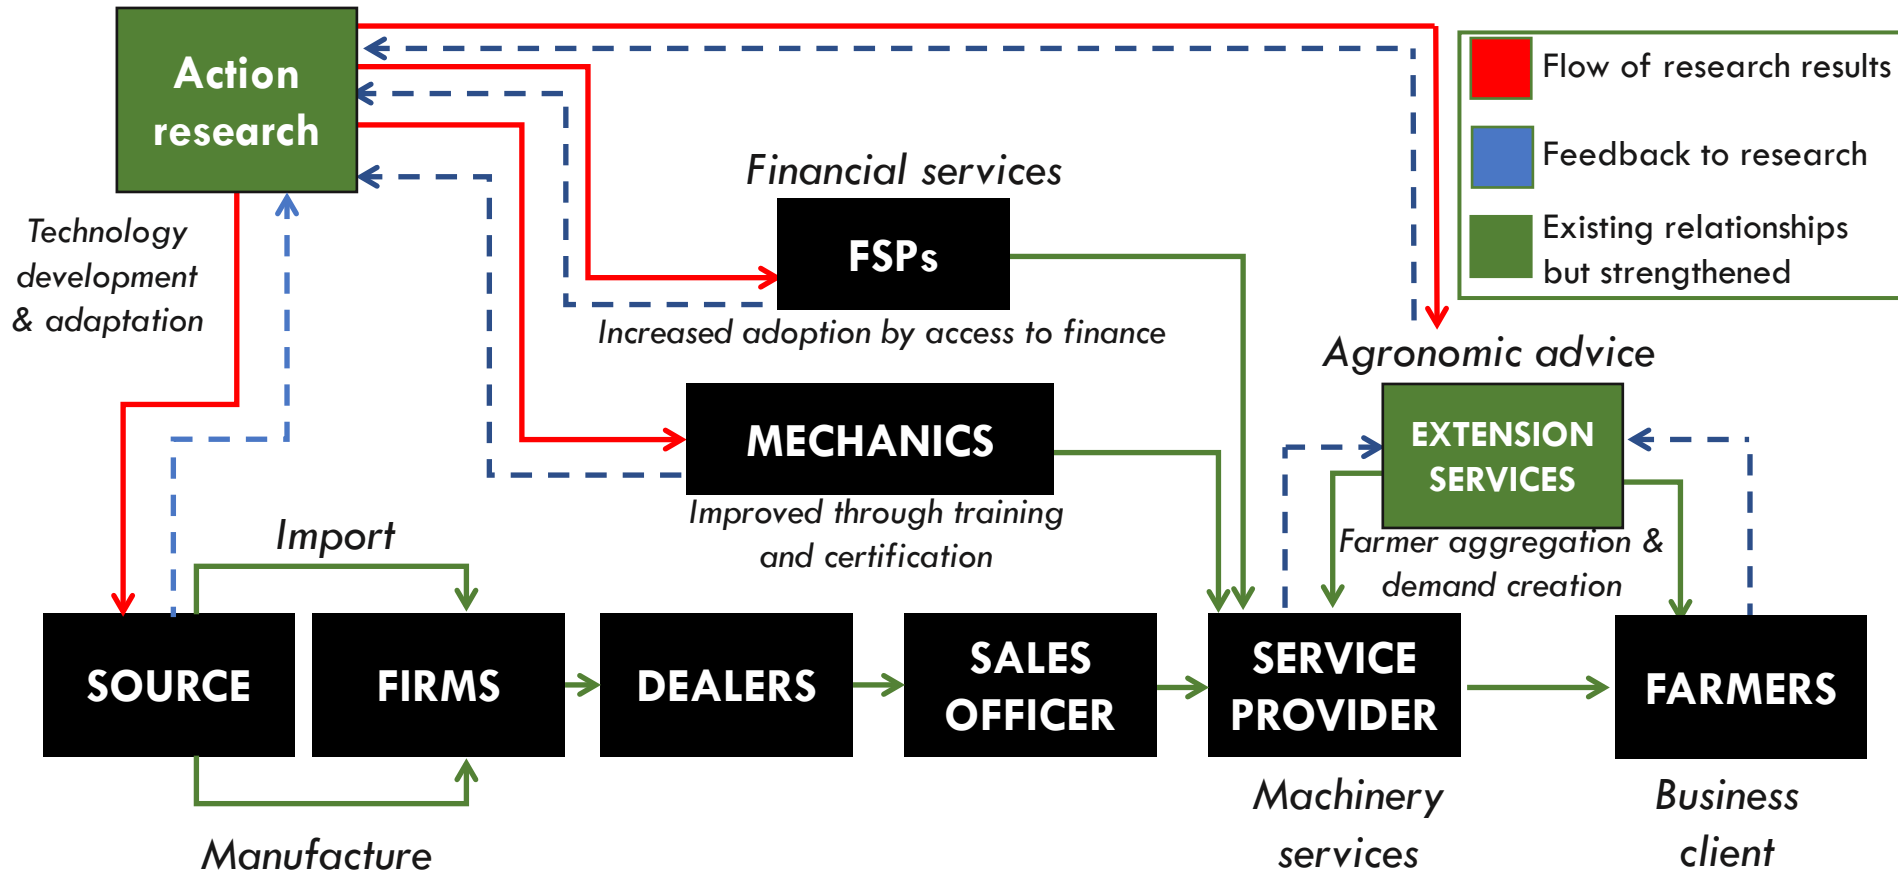 Action
research
Flow of research results
Feedback to research
Existing relationships
but strengthened
Financial services
FSPs
Increased adoption by access to finance
Technology
development
& adaptation
Agronomic advice
EXTENSION
SERVICES
MECHANICS
Improved through training
and certification
Farmer aggregation &
demand creation
Import
SOURCE
FIRMS
DEALERS
SALES
OFFICER
SERVICE
PROVIDER
FARMERS
Manufacture
Machinery
services
Business
client